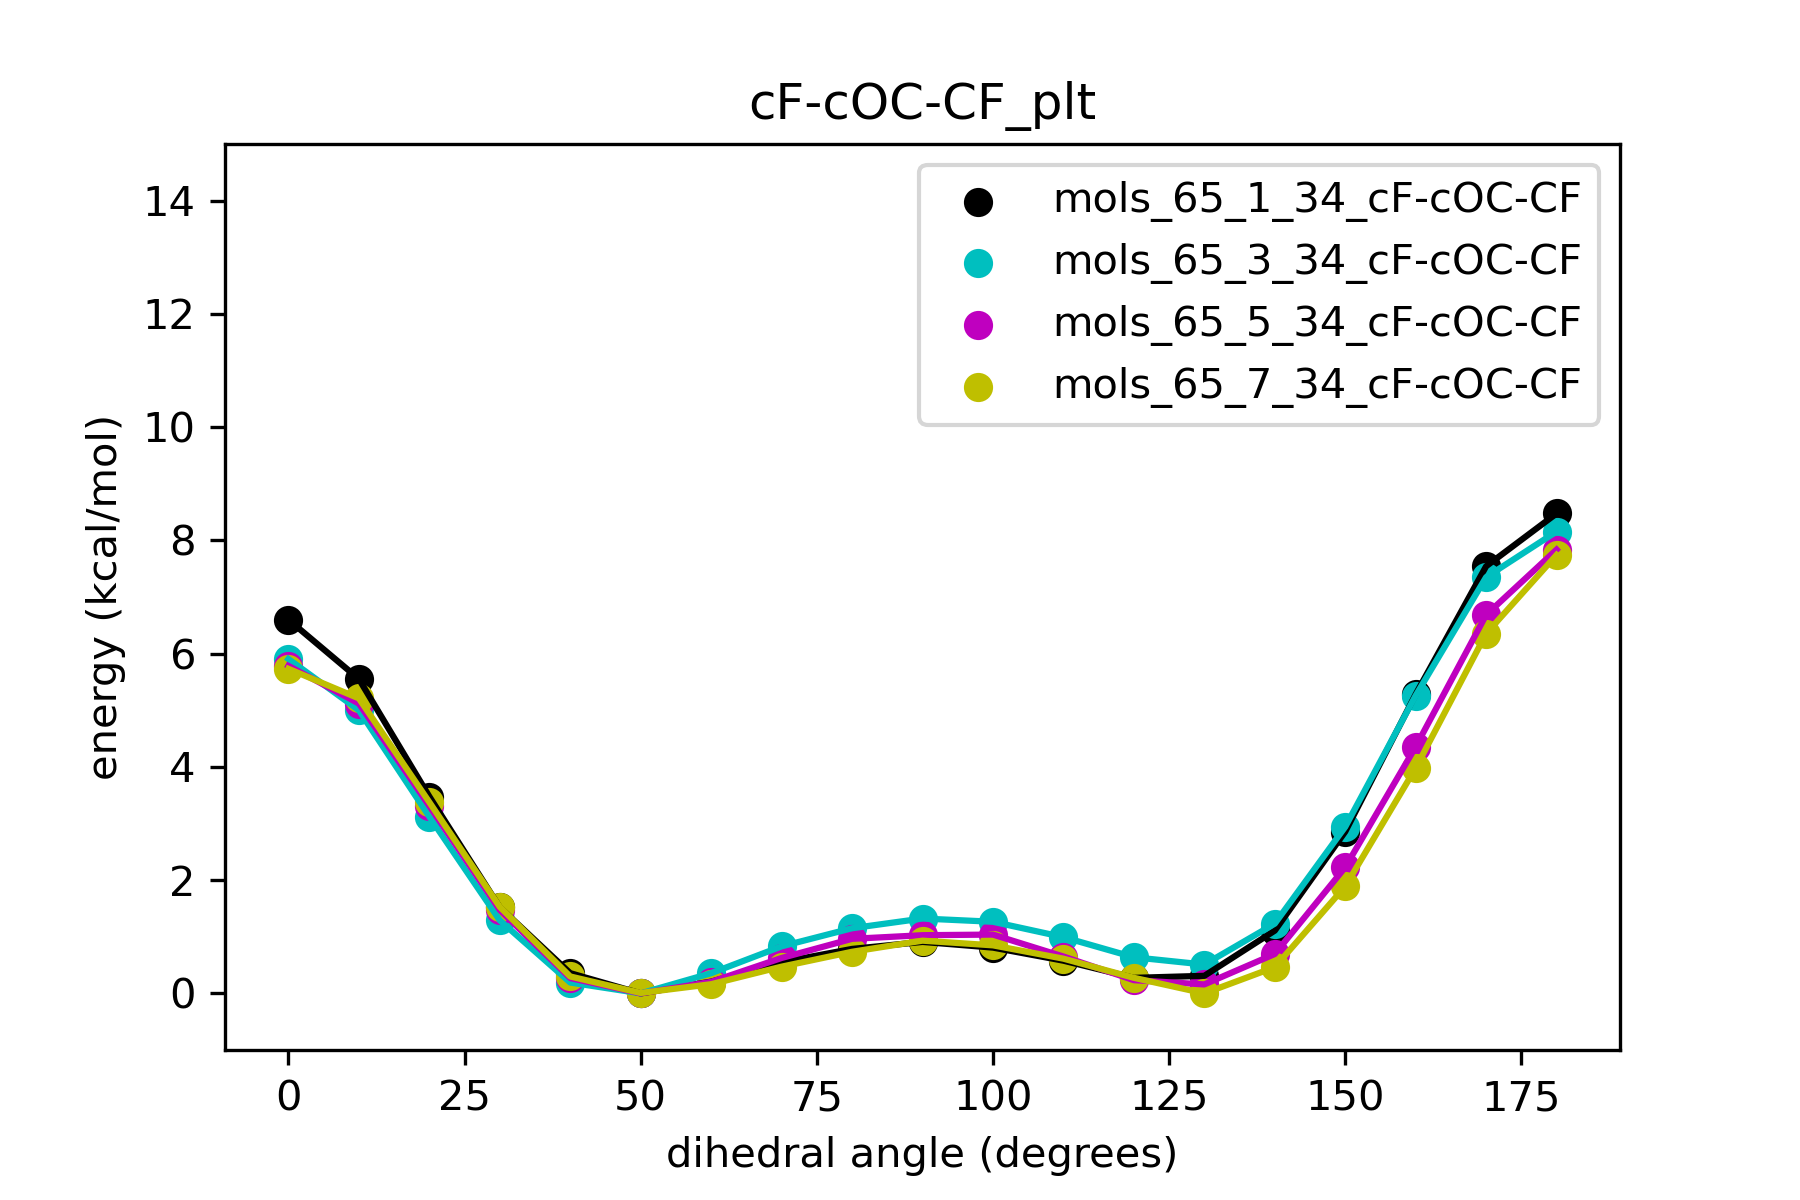 cF-cOC-CF_plt
mols_65_1_34_cF-cOC-CF
mols_65_3_34_cF-cOC-CF
mols_65_5_34_cF-cOC-CF
mols_65_7_34_cF-cOC-CF
energy (kcal/mol)
14
12
10
8
6
4
2
0
0 25 50 75 100 125 150 175
dihedral angle (degrees)